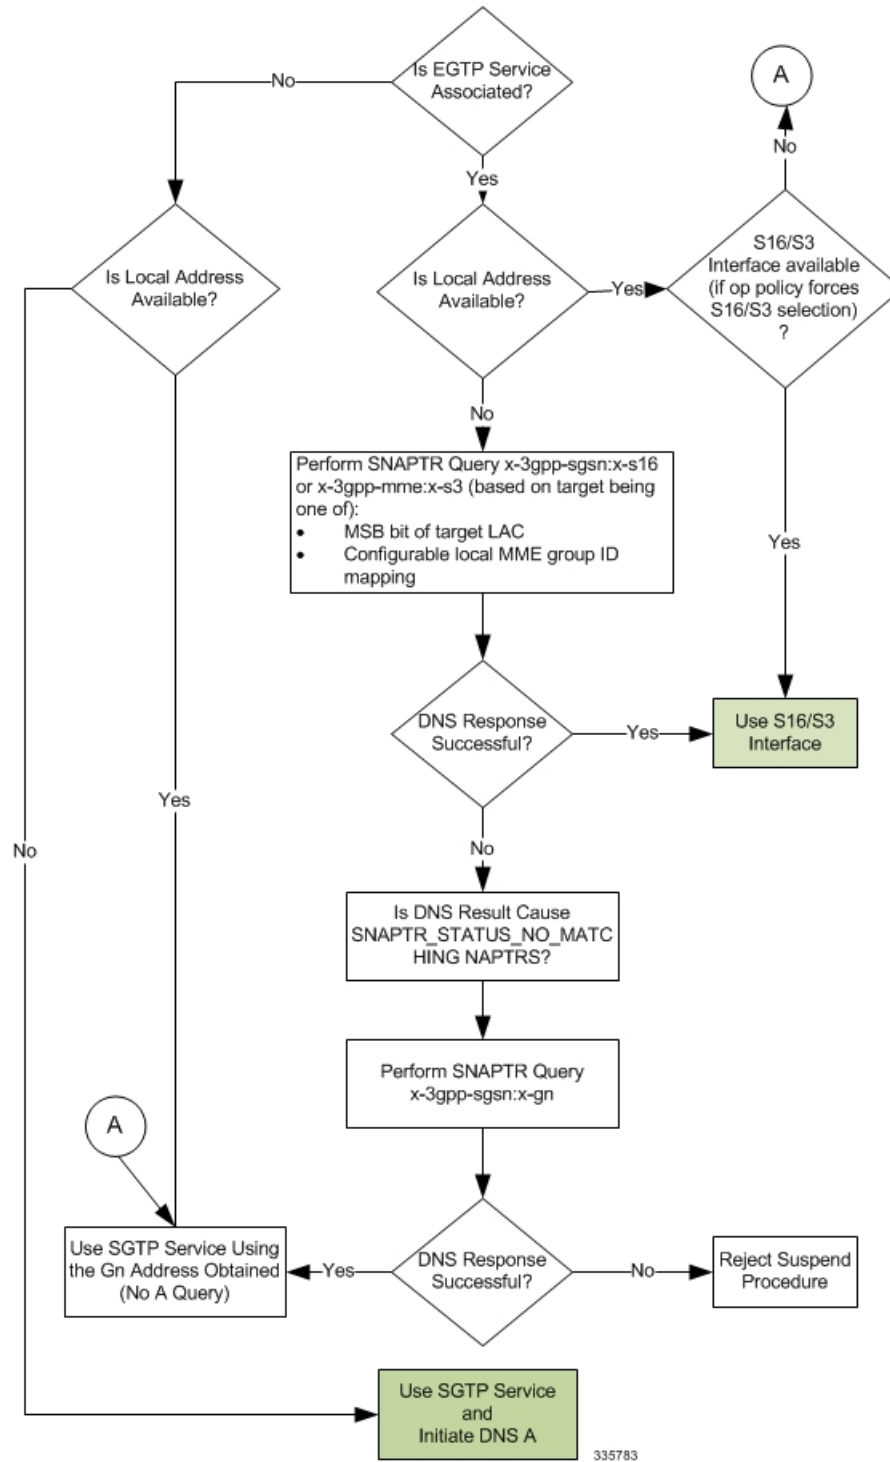 Is EGTP Service
Associated?
No
A
Yes
No
Is Local Address
Available?
Is Local Address
Available?
Yes
S16/S3
Interface available
(if op policy forces
S16/S3 selection)
?
No
Perform SNAPTR Query x-3gpp-sgsn:x-s16
or x-3gpp-mme:x-s3 (based on target being
one of):
• MSB bit of target LAC
• Configurable local MME group ID
mapping
Yes
DNS Response
Successful?
Yes
Use S16/S3
Interface
Yes
No
No
Is DNS Result Cause
SNAPTR_STATUS_NO_MATC
HING NAPTRS?
Perform SNAPTR Query
x-3gpp-sgsn:x-gn
A
Use SGTP Service Using
the Gn Address Obtained
(No A Query)
Yes
DNS Response
Successful?
No
Reject Suspend
Procedure
Use SGTP Service
and
Initiate DNS A
335783